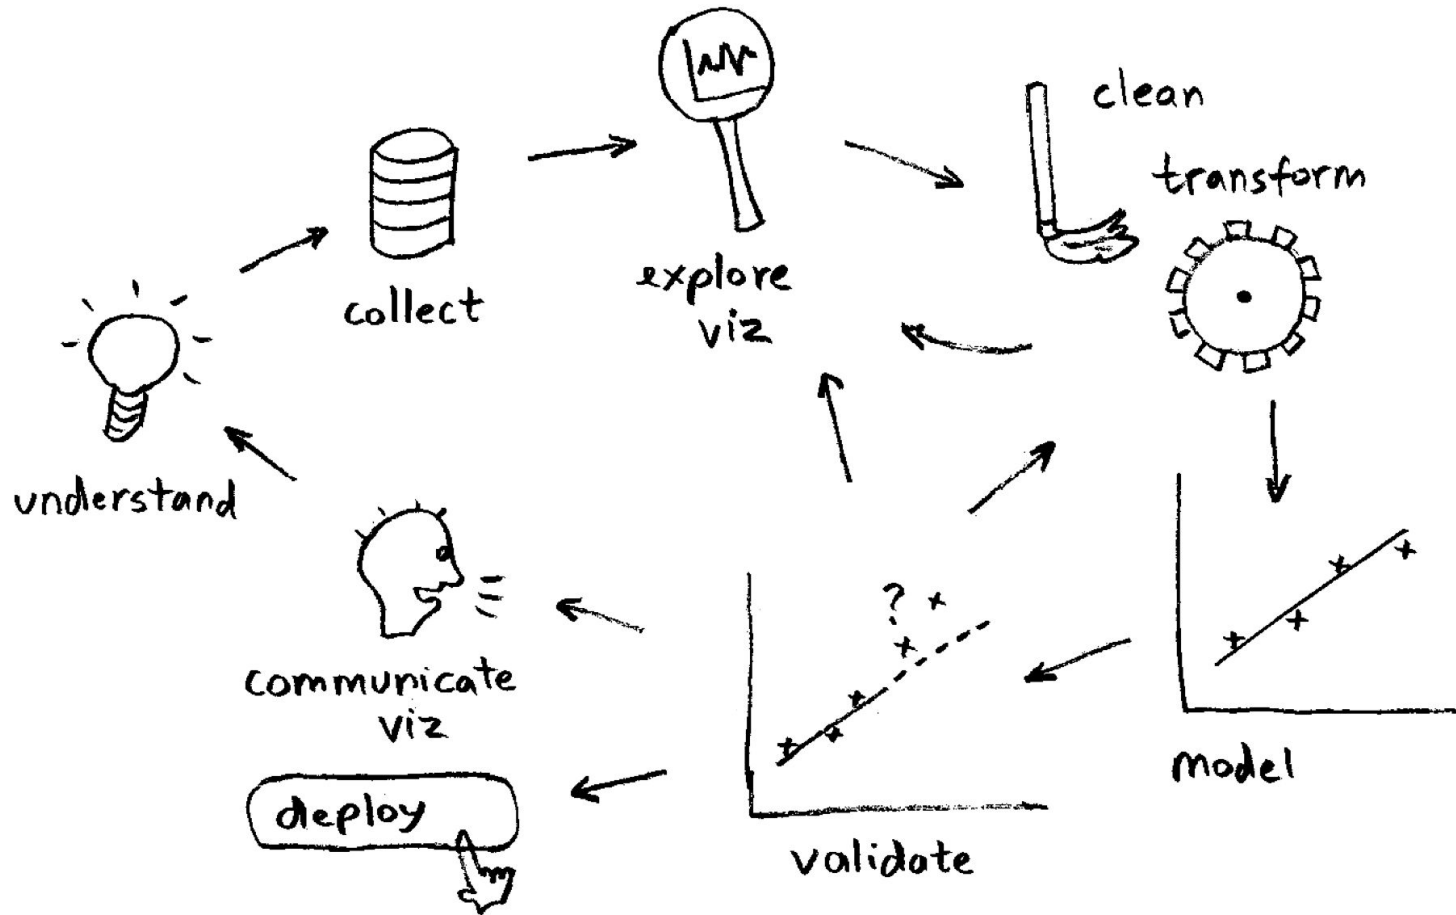 clean
transform
collect
explore
viz
understand
?
communicate
viz
model
deploy
validate